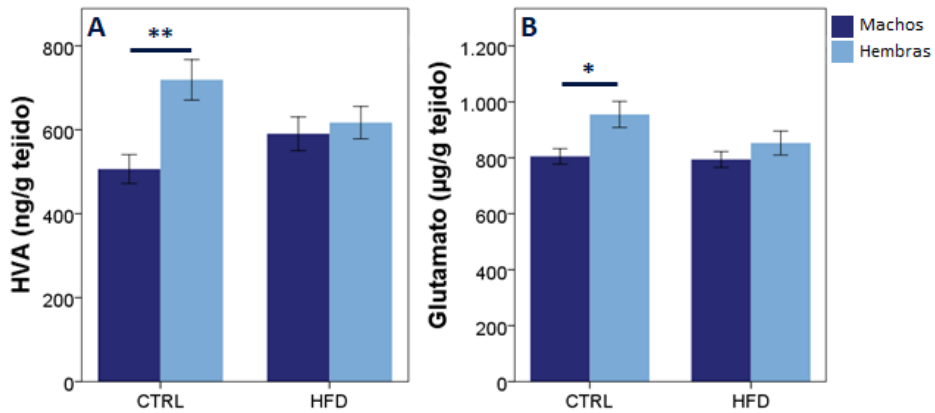 A
**
HVA (ng/g tejido)
800
600
400
200
0
CTRL
HFD
B
*
Glutamato (µg/g tejido)
1.200
1.000
800
600
400
200
0
CTRL
HFD
Machos
Hembras